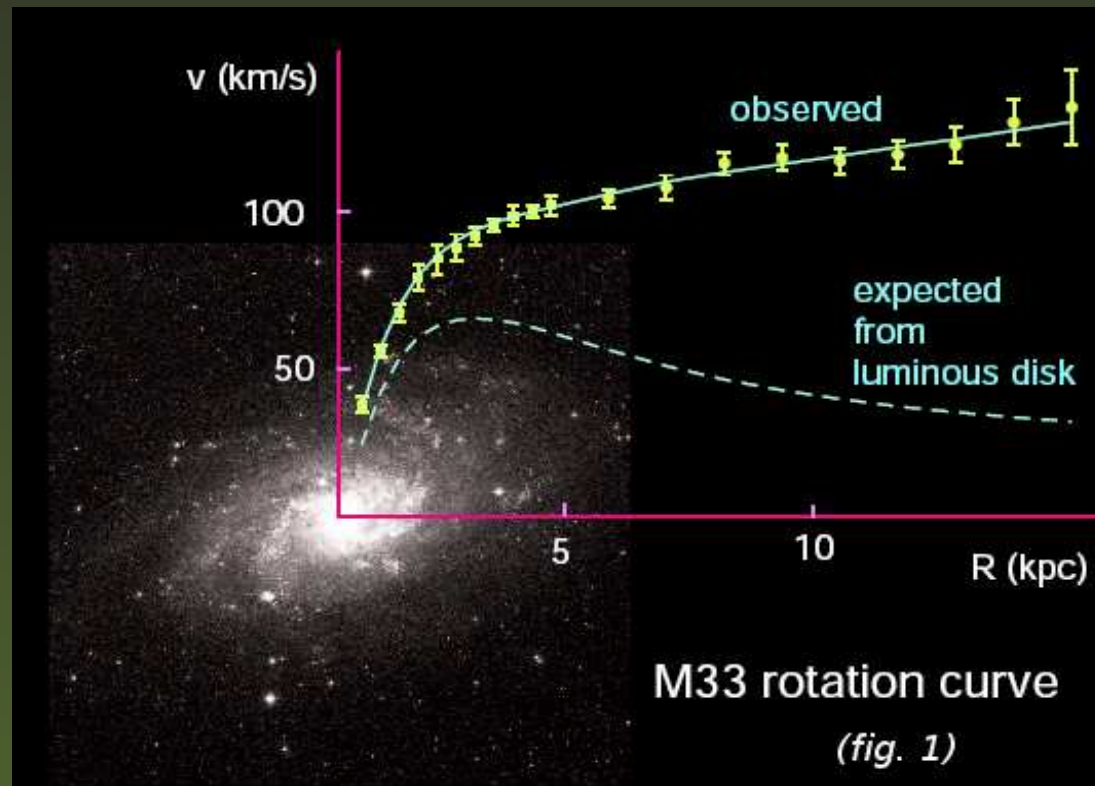 v (km/s)
observed
100
expected
from
luminous disk
50
5
10
R (kpc)
M33 rotation curve
(fig. 1)